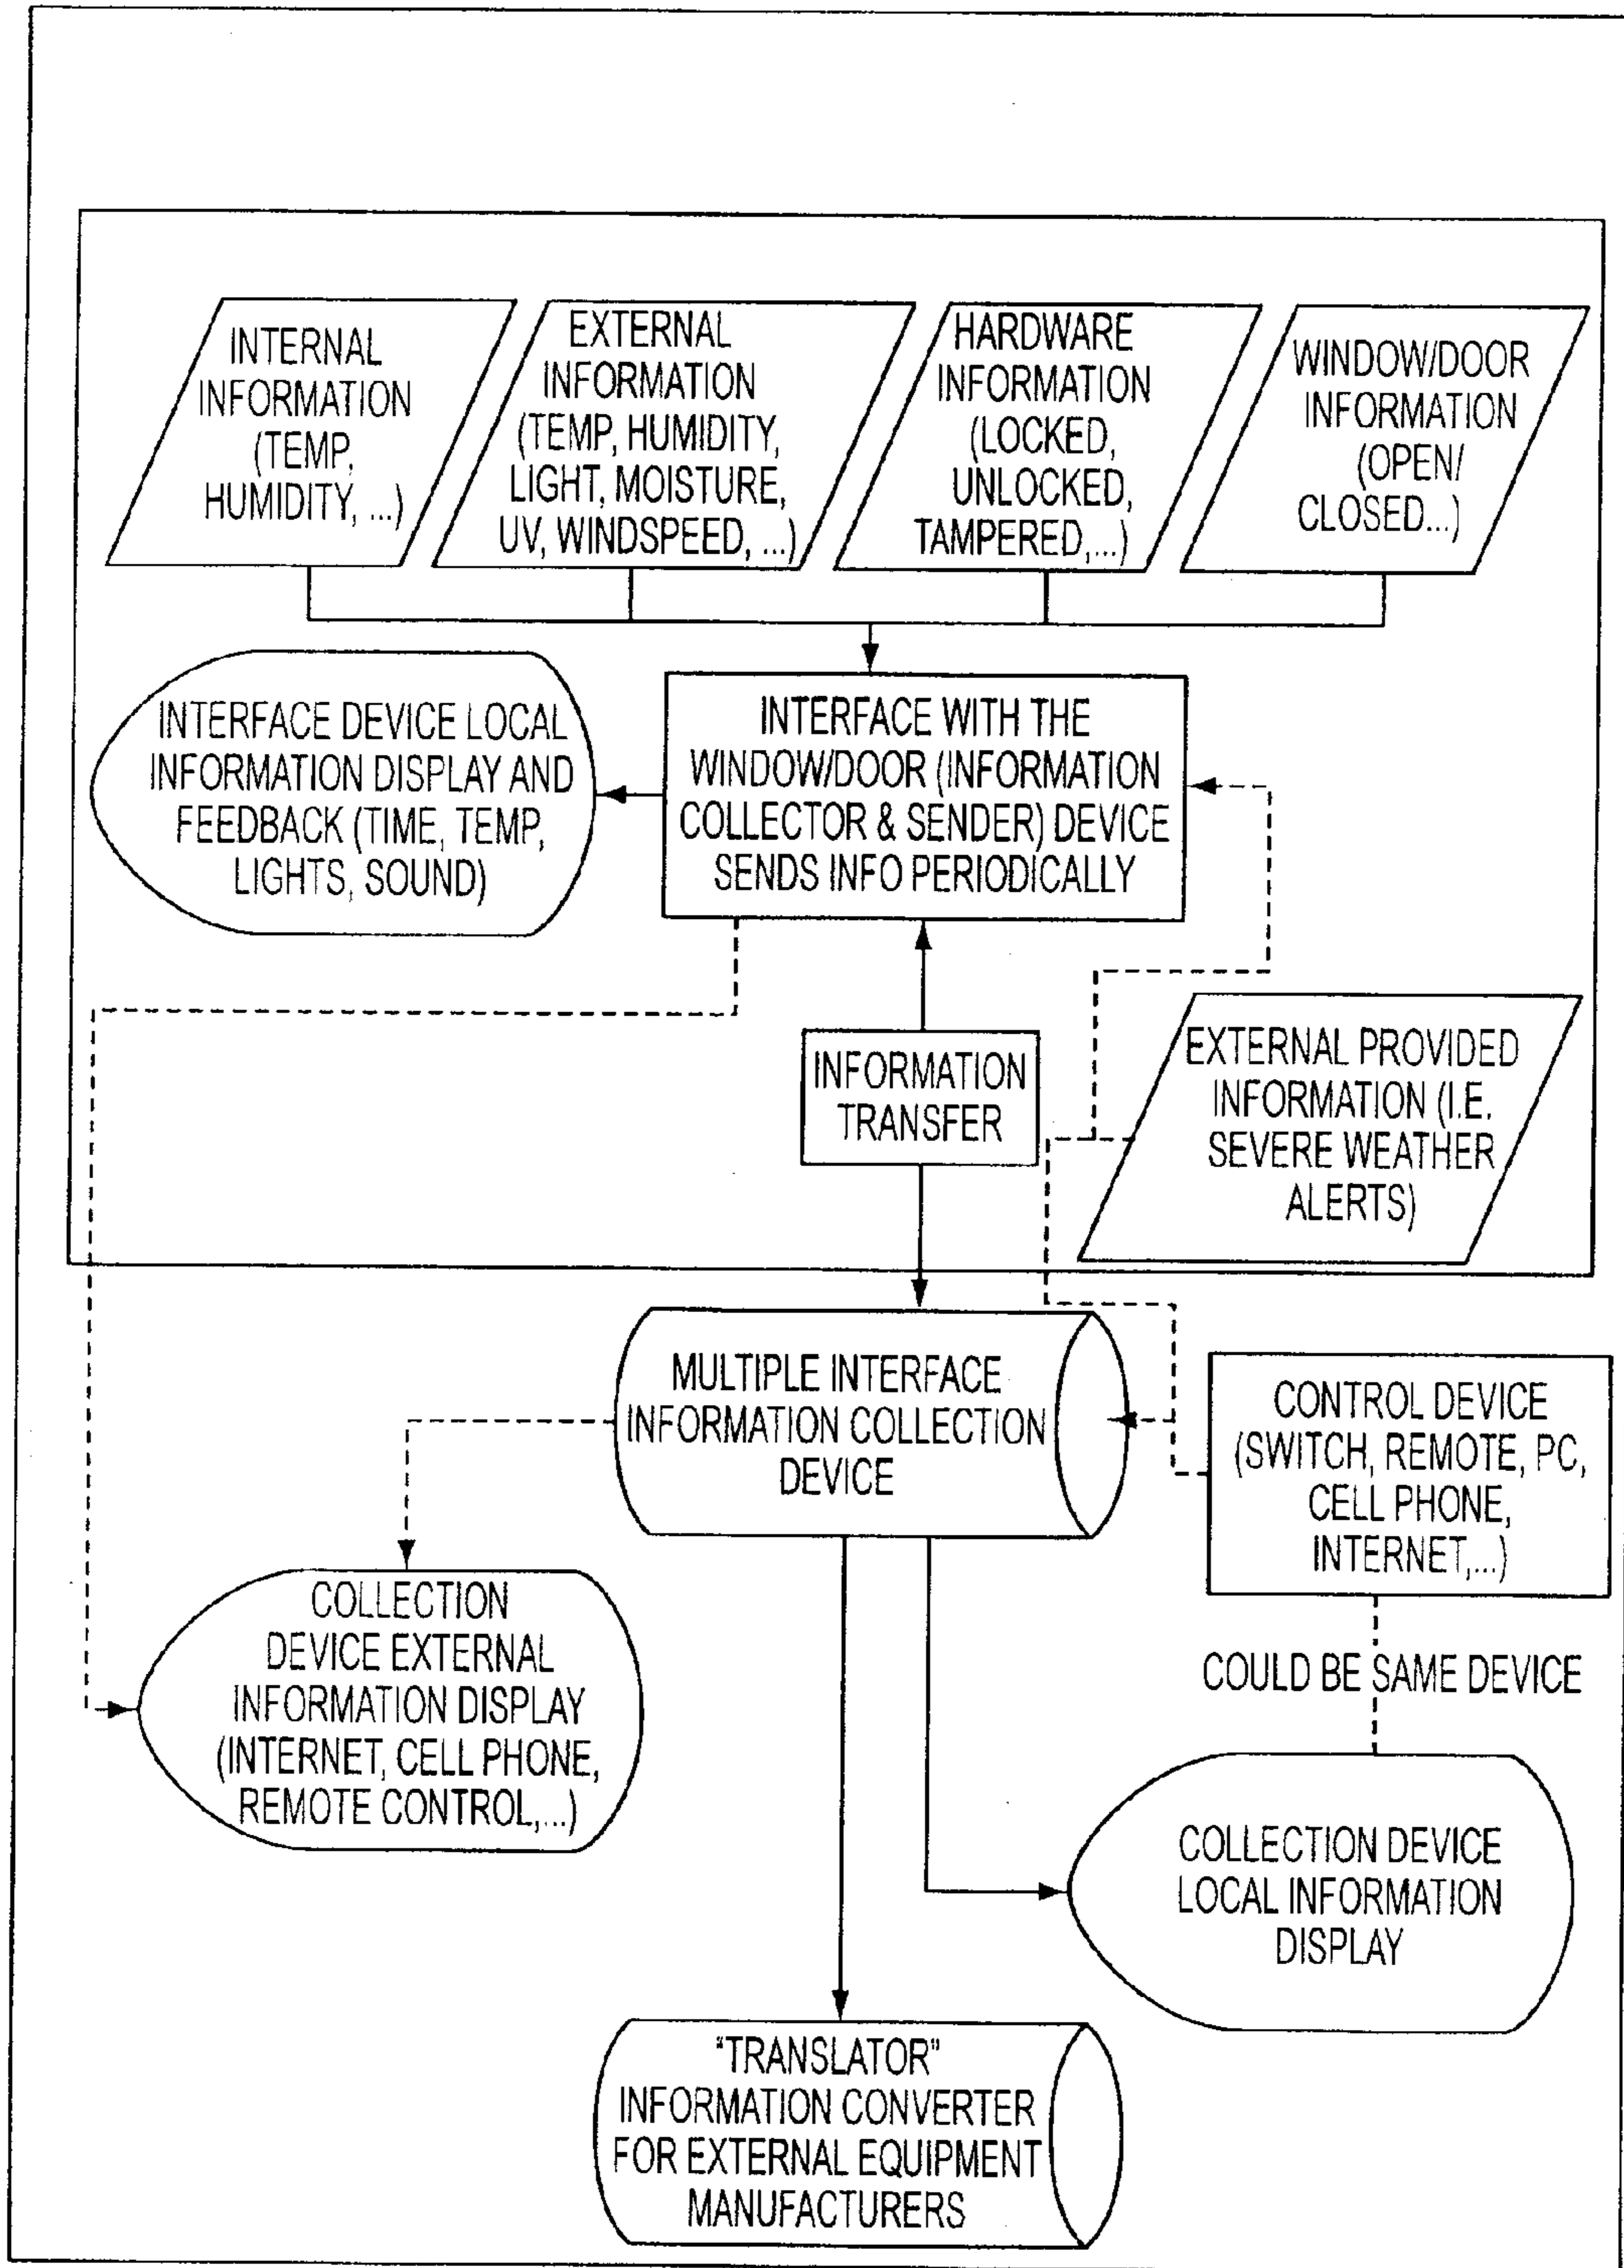 INTERNAL
INFORMATION
(TEMP,
HUMIDITY, ...)
EXTERNAL
INFORMATION
(TEMP, HUMIDITY,
LIGHT, MOISTURE,
UV, WINDSPEED, ...)
HARDWARE
INFORMATION
(LOCKED,
UNLOCKED,
TAMPERED,...)
WINDOW/DOOR
INFORMATION
(OPEN/
CLOSED...)
INTERFACE DEVICE LOCAL
INFORMATION DISPLAY AND
FEEDBACK (TIME, TEMP,
LIGHTS, SOUND)
INTERFACE WITH THE
WINDOW/DOOR (INFORMATION
COLLECTOR & SENDER) DEVICE
SENDS INFO PERIODICALLY
INFORMATION
TRANSFER
EXTERNAL PROVIDED
INFORMATION (I.E.
SEVERE WEATHER
ALERTS)
MULTIPLE INTERFACE
INFORMATION COLLECTION
DEVICE
CONTROL DEVICE
(SWITCH, REMOTE, PC,
CELL PHONE,
INTERNET,...)
COULD BE SAME DEVICE
COLLECTION
DEVICE EXTERNAL
INFORMATION DISPLAY
(INTERNET, CELL PHONE,
REMOTE CONTROL,...)
COLLECTION DEVICE
LOCAL INFORMATION
DISPLAY
"TRANSLATOR"
INFORMATION CONVERTER
FOR EXTERNAL EQUIPMENT
MANUFACTURERS